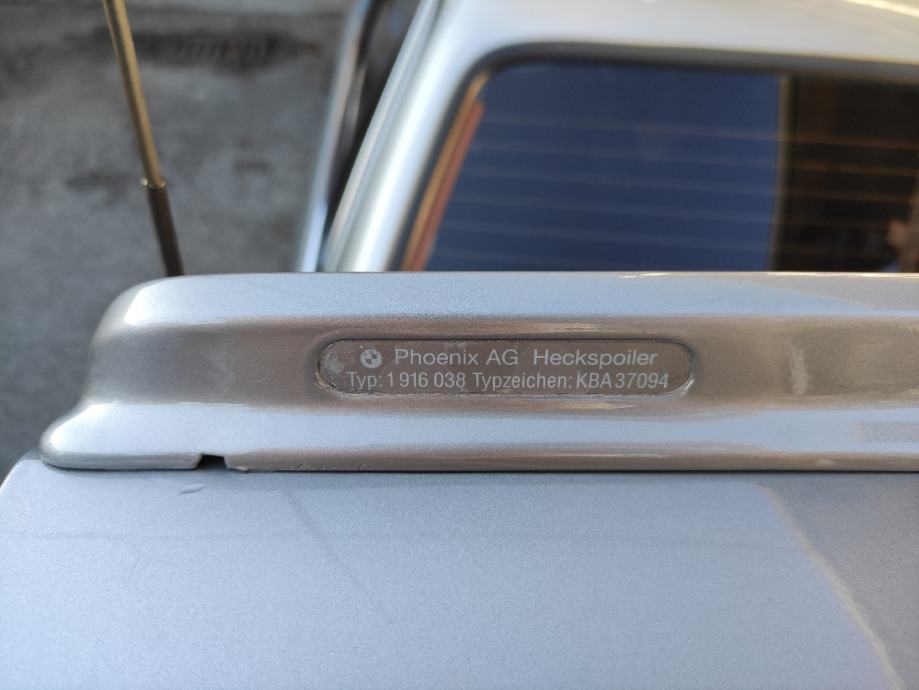 Phoenix AG Heckspoiler
Typ: 1 916 038 Typzeichen: KBA 37094